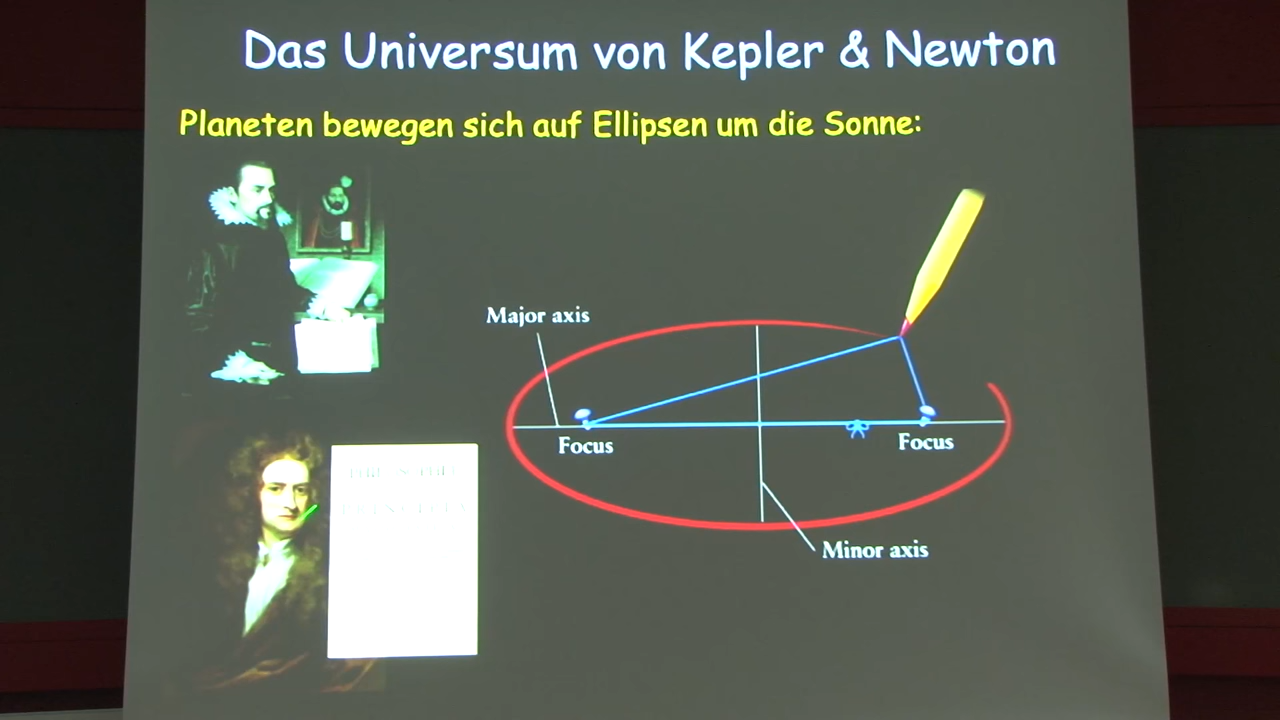 Das Universum von Kepler & Newton
Planeten bewegen sich auf Ellipsen um die Sonne:
Major axis
Focus
Focus
Minor axis